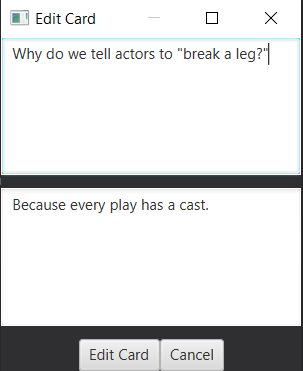 Edit Card
Why do we tell actors to "break a leg?"
Because every play has a cast.
Edit Card
Cancel